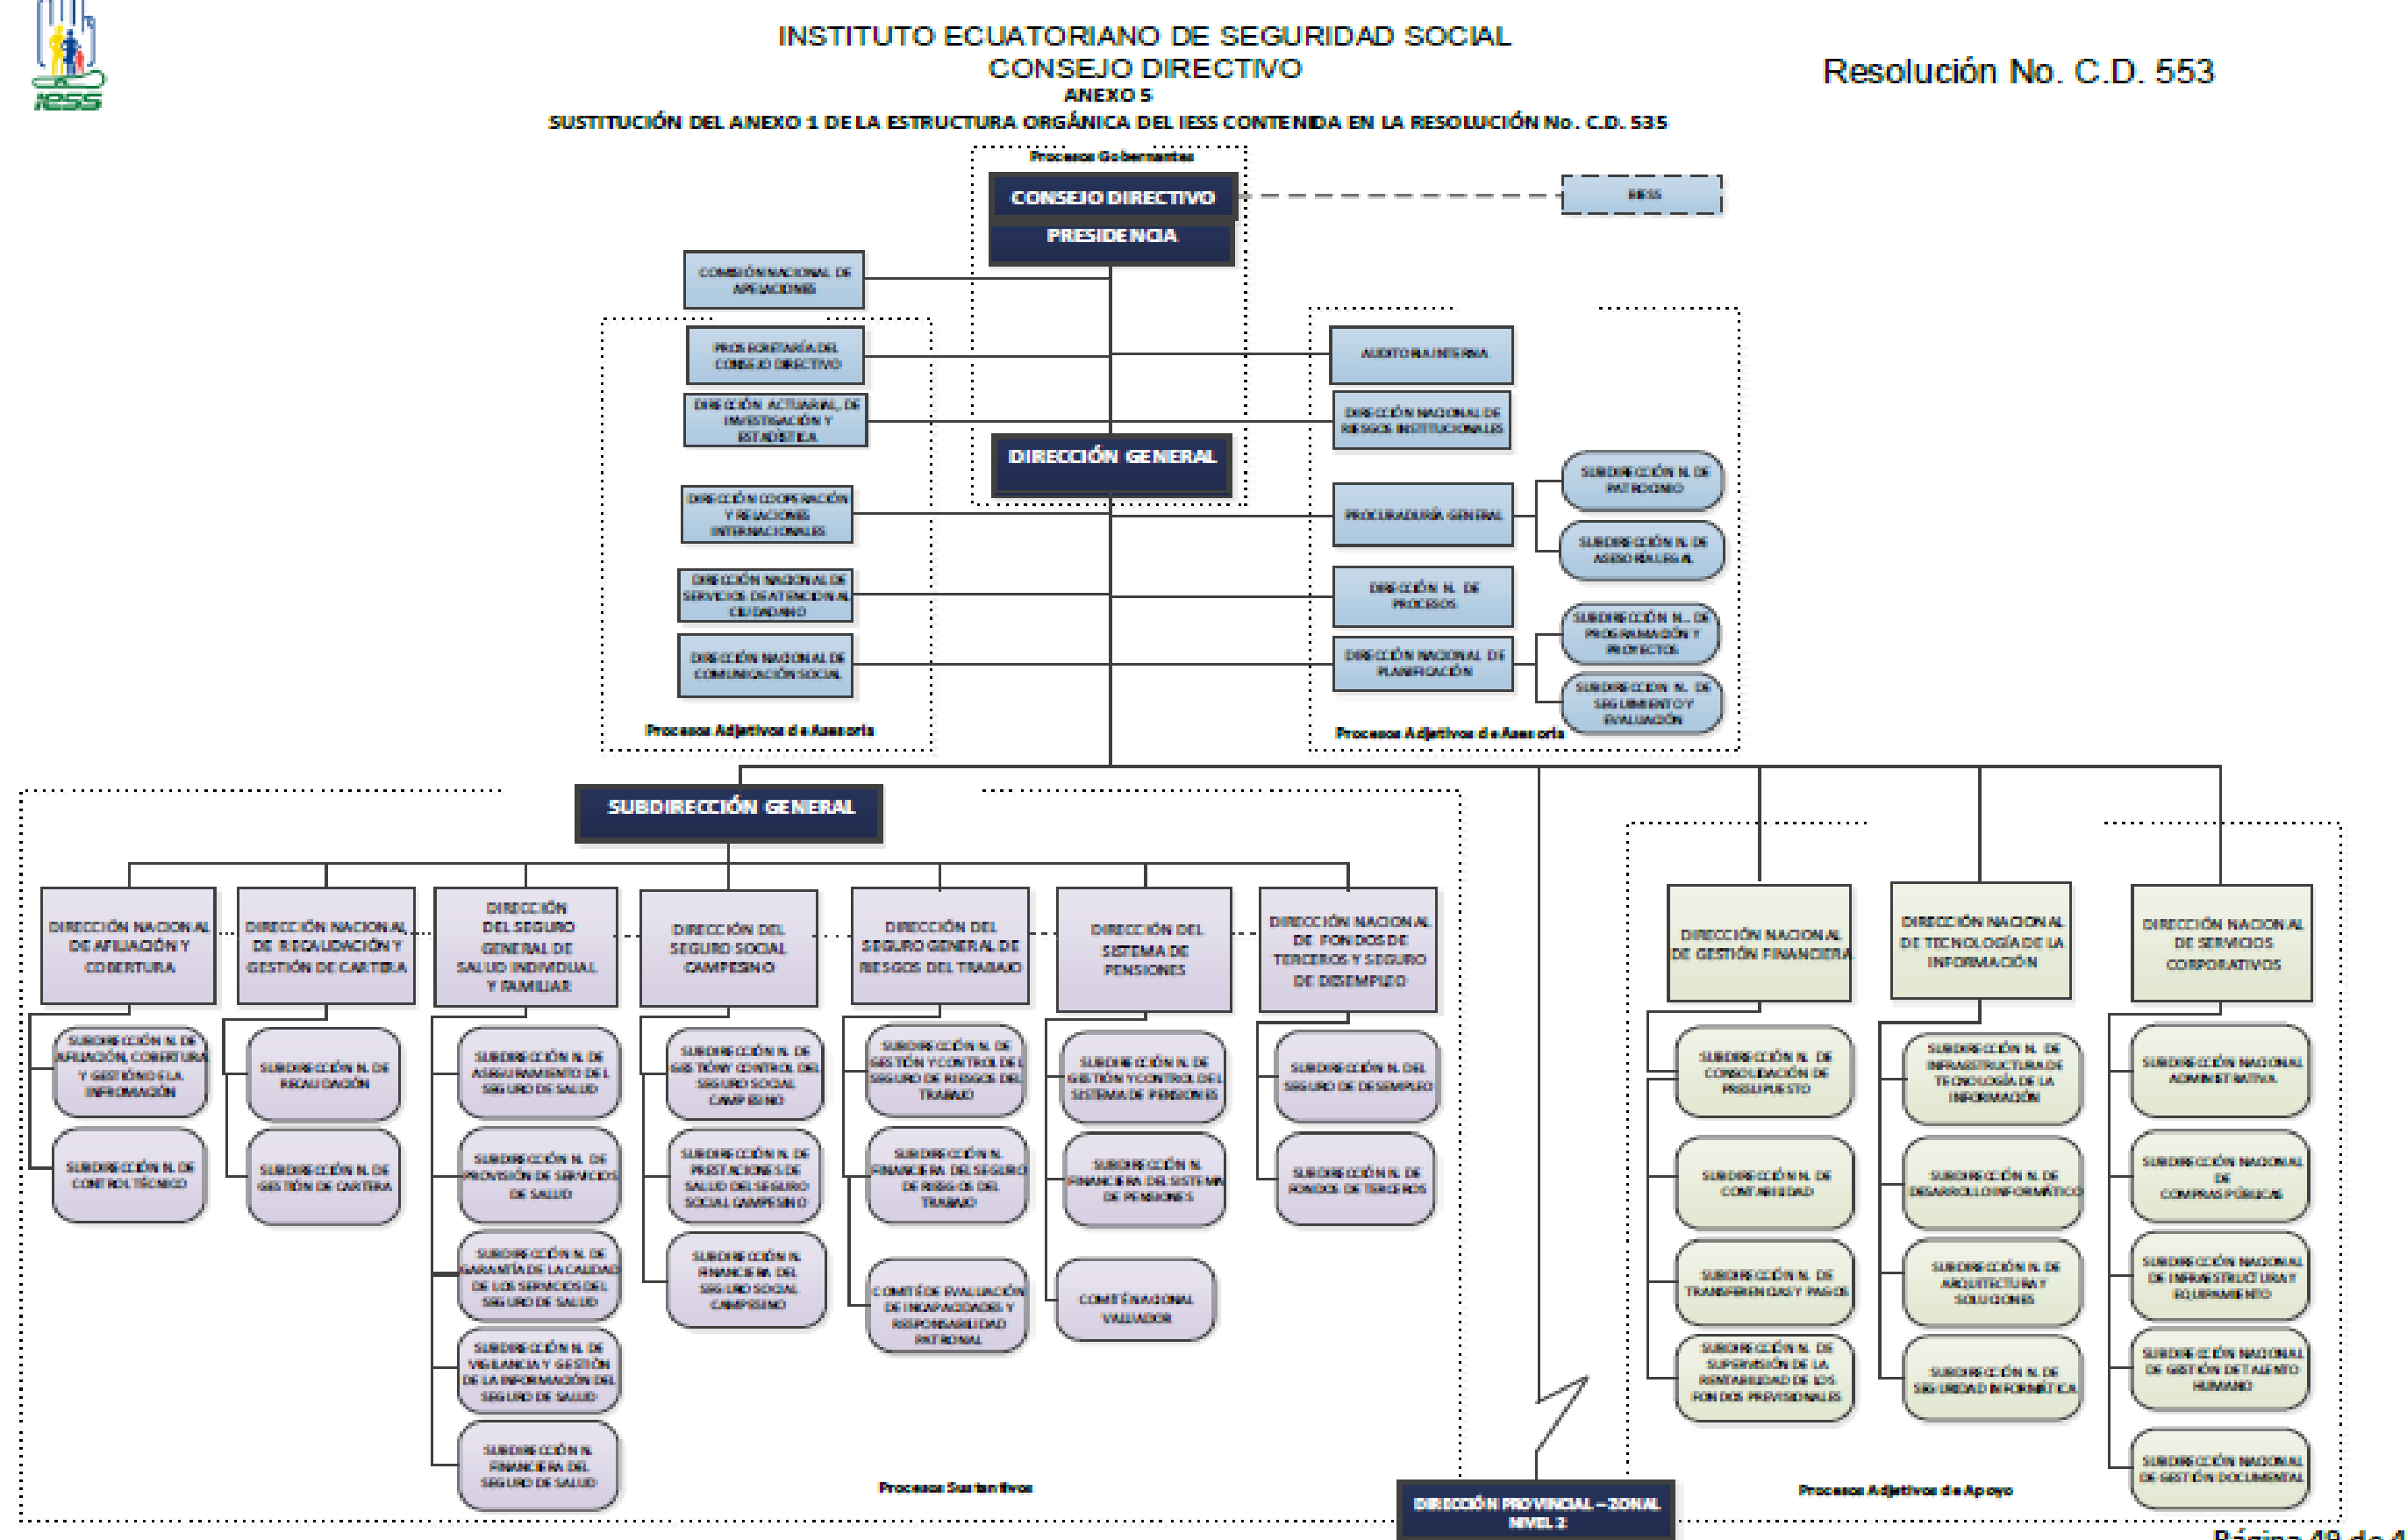 iess
INSTITUTO ECUATORIANO DE SEGURIDAD SOCIAL
CONSEJO DIRECTIVO
ANEXO 5
SUSTITUCIÓN DEL ANEXO 1 DE LA ESTRUCTURA ORGÁNICA DEL IESS CONTENIDA EN LA RESOLUCIÓN No. C.D. 535
Resolución No. C.D. 553
Procesos Gobernantes
CONSEJO DIRECTIVO
PRESIDENCIA
BIESS
COMISIÓN NACIONAL DE
APELACIONES
PROSECRETARÍA DEL
CONSEJO DIRECTIVO
AUDITORIA INTERNA
DIRECCIÓN ACTUARIAL, DE
INVESTIGACIÓN Y
ESTADÍSTICA
DIRECCIÓN NACIONAL DE
RIESGOS INSTITUCIONALES
DIRECCIÓN GENERAL
DIRECCIÓN COOPERACIÓN
Y RELACIONES
INTERNACIONALES
PROCURADURÍA GENERAL
SUBDIRECCIÓN N. DE
PATROCINIO
SUBDIRECCIÓN N. DE
ASESORÍA LEGAL
DIRECCIÓN NACIONAL DE
SERVICIOS DE ATENCION AL
CIUDADANO
DIRECCIÓN N. DE
PROCESOS
DIRECCIÓN NACIONAL DE
COMUNICACIÓN SOCIAL
DIRECCIÓN NACIONAL DE
PLANIFICACIÓN
SUBDIRECCIÓN N.. DE
PROGRAMACIÓN Y
PROYECTOS
SUBDIRECCION N. DE
SEGUIMIENTO Y
EVALUACIÓN
Procesos Adjetivos de Asesoría
Procesos Adjetivos de Asesoría
SUBDIRECCIÓN GENERAL
DIRECCIÓN NACIONAL
DE AFILIACIÓN Y
COBERTURA
DIRECCIÓN NACIONAL
DE RECAUDACIÓN Y
GESTIÓN DE CARTERA
DIRECCIÓN
DEL SEGURO
GENERAL DE
SALUD INDIVIDUAL
Y FAMILIAR
DIRECCIÓN DEL
SEGURO SOCIAL
CAMPESINO
DIRECCIÓN DEL
SEGURO GENERAL DE
RIESGOS DEL TRABAJO
DIRECCIÓN DEL
SISTEMA DE
PENSIONES
DIRECCIÓN NACIONAL
DE FONDOS DE
TERCEROS Y SEGURO
DE DESEMPLEO
DIRECCIÓN NACIONAL
DE GESTIÓN FINANCIERA
DIRECCIÓN NACIONAL
DE TECNOLOGÍA DE LA
INFORMACIÓN
DIRECCIÓN NACIONAL
DE SERVICIOS
CORPORATIVOS
SUBDIRECCIÓN N. DE
AFILIACIÓN, COBERTURA
Y GESTIÓN DE LA
INFROMACIÓN
SUBDIRECCIÓN N. DE
CONTROL TÉCNICO
SUBDIRECCIÓN N. DE
RECAUDACIÓN
SUBDIRECCIÓN N. DE
GESTIÓN DE CARTERA
SUBDIRECCIÓN N. DE
ASEGURAMIENTO DEL
SEGURO DE SALUD
SUBDIRECCIÓN N. DE
PROVISIÓN DE SERVICIOS
DE SALUD
SUBDIRECCIÓN N. DE
GARANTÍA DE LA CALIDAD
DE LOS SERVICIOS DEL
SEGURO DE SALUD
SUBDIRECCIÓN N. DE
VIGILANCIA Y GESTIÓN
DE LA INFORMACIÓN DEL
SEGURO DE SALUD
SUBDIRECCIÓN N.
FINANCIERA DEL
SEGURO DE SALUD
SUBDIRECCIÓN N. DE
GESTIÓN Y CONTROL DEL
SEGURO SOCIAL
CAMPESINO
SUBDIRECCIÓN N. DE
PRESTACIONES DE
SALUD DEL SEGURO
SOCIAL CAMPESINO
SUBDIRECCIÓN N.
FINANCIERA DEL
SEGURO SOCIAL
CAMPESINO
SUBDIRECCIÓN N. DE
GESTIÓN Y CONTROL DEL
SEGURO DE RIESGOS DEL
TRABAJO
SUBDIRECCIÓN N.
FINANCIERA DEL SEGURO
DE RIESGOS DEL
TRABAJO
COMITÉ DE EVALUACIÓN
DE INCAPACIDADES Y
RESPONSABILIDAD
PATRONAL
SUBDIRECCIÓN N. DE
GESTIÓN Y CONTROL DEL
SISTEMA DE PENSIONES
SUBDIRECCIÓN N.
FINANCIERA DEL SISTEMA
DE PENSIONES
COMITÉ NACIONAL
VALUADOR
SUBDIRECCIÓN N. DEL
SEGURO DE DESEMPLEO
SUBDIRECCIÓN N. DE
FONDOS DE TERCEROS
SUBDIRECCIÓN N. DE
CONSOLIDACIÓN DE
PRESUPUESTO
SUBDIRECCIÓN N. DE
CONTABILIDAD
SUBDIRECCIÓN N. DE
TRANSFERENCIAS Y PAGOS
SUBDIRECCIÓN N. DE
SUPERVISIÓN DE LA
RENTABILIDAD DE LOS
FONDOS PREVISIONALES
SUBDIRECCIÓN N. DE
INFRAESTRUCTURA DE
TECNOLOGÍA DE LA
INFORMACIÓN
SUBDIRECCIÓN N. DE
DESARROLLO INFORMÁTICO
SUBDIRECCIÓN N. DE
ARQUITECTURA Y
SOLUCIONES
SUBDIRECCIÓN N. DE
SEGURIDAD INFORMÁTICA
SUBDIRECCIÓN NACIONAL
ADMINISTRATIVA
SUBDIRECCIÓN NACIONAL
DE
COMPRAS PÚBLICAS
SUBDIRECCIÓN NACIONAL
DE INFRAESTRUCTURA Y
EQUIPAMIENTO
SUBDIRECCIÓN NACIONAL
DE GESTIÓN DE TALENTO
HUMANO
SUBDIRECCIÓN NACIONAL
DE GESTIÓN DOCUMENTAL
Procesos Sustantivos
Procesos Adjetivos de Apoyo
DIRECCIÓN PROVINCIAL – ZONAL
NIVEL 2
Página 49 de 4